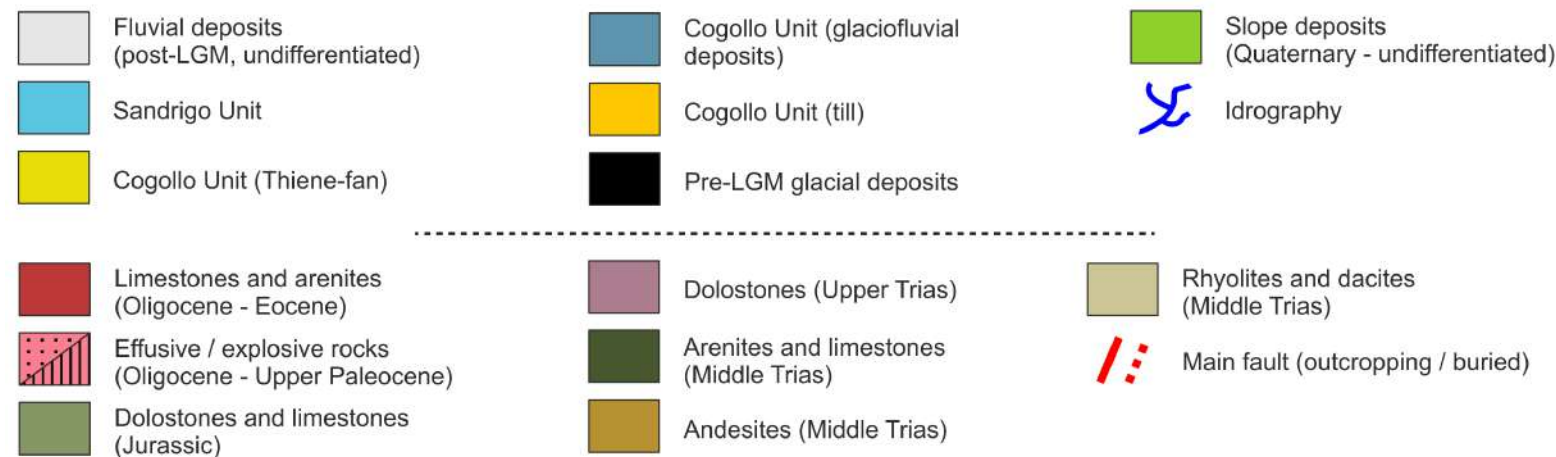 Fluvial deposits
(post-LGM, undifferentiated)
Sandrigo Unit
Cogollo Unit (Thiene-fan)
Cogollo Unit (glaciofluvial
deposits)
Cogollo Unit (till)
Pre-LGM glacial deposits
Slope deposits
(Quaternary - undifferentiated)
Idrography
Limestones and arenites
(Oligocene - Eocene)
Effusive / explosive rocks
(Oligocene - Upper Paleocene)
Dolostones and limestones
(Jurassic)
Dolostones (Upper Trias)
Arenites and limestones
(Middle Trias)
Andesites (Middle Trias)
Rhyolites and dacites
(Middle Trias)
Main fault (outcropping / buried)